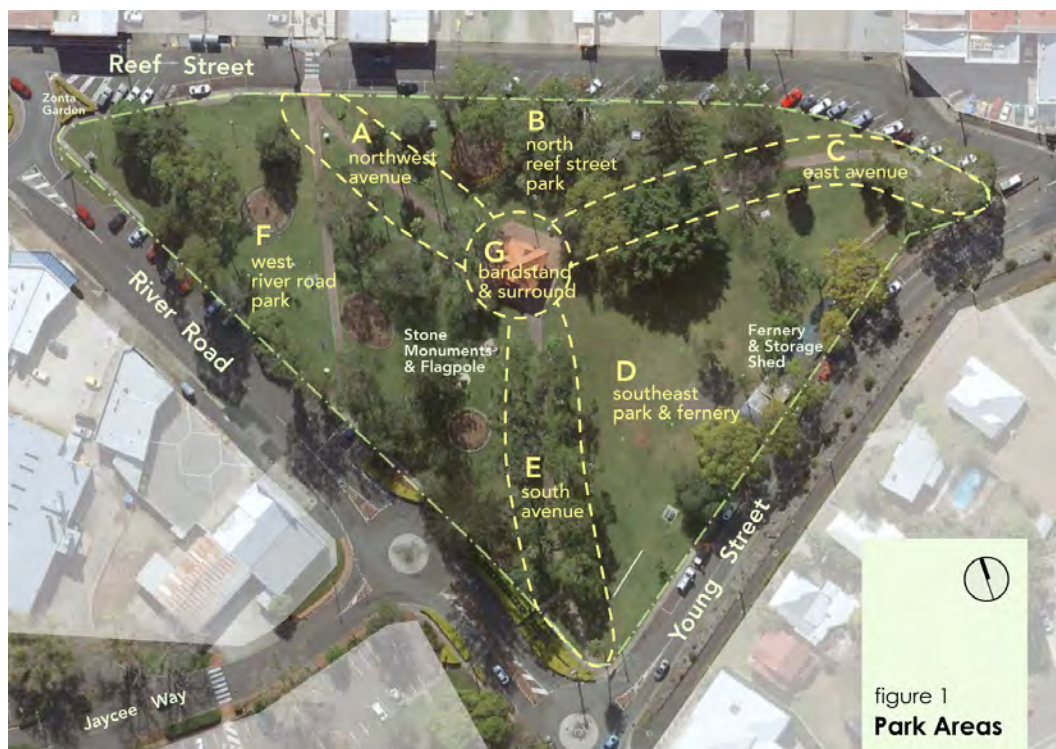 Reef Street
Zonta
Garden
A
northwest
avenue
B
north
reef street
park
C
east avenue
F
west
river road
park
G
bandstand
& surround
River Road
Stone
Monuments
& Flagpole
Fernery
& Storage
Shed
D
southeast
park & fernery
E
south
avenue
Young Street
Jaycee Way
figure 1
Park Areas